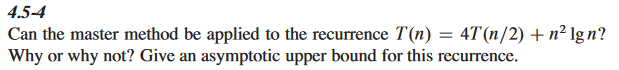 4.5-4
Can the master method be applied to the recurrence T(n) = 4T(n/2) + n² lg n?
Why or why not? Give an asymptotic upper bound for this recurrence.